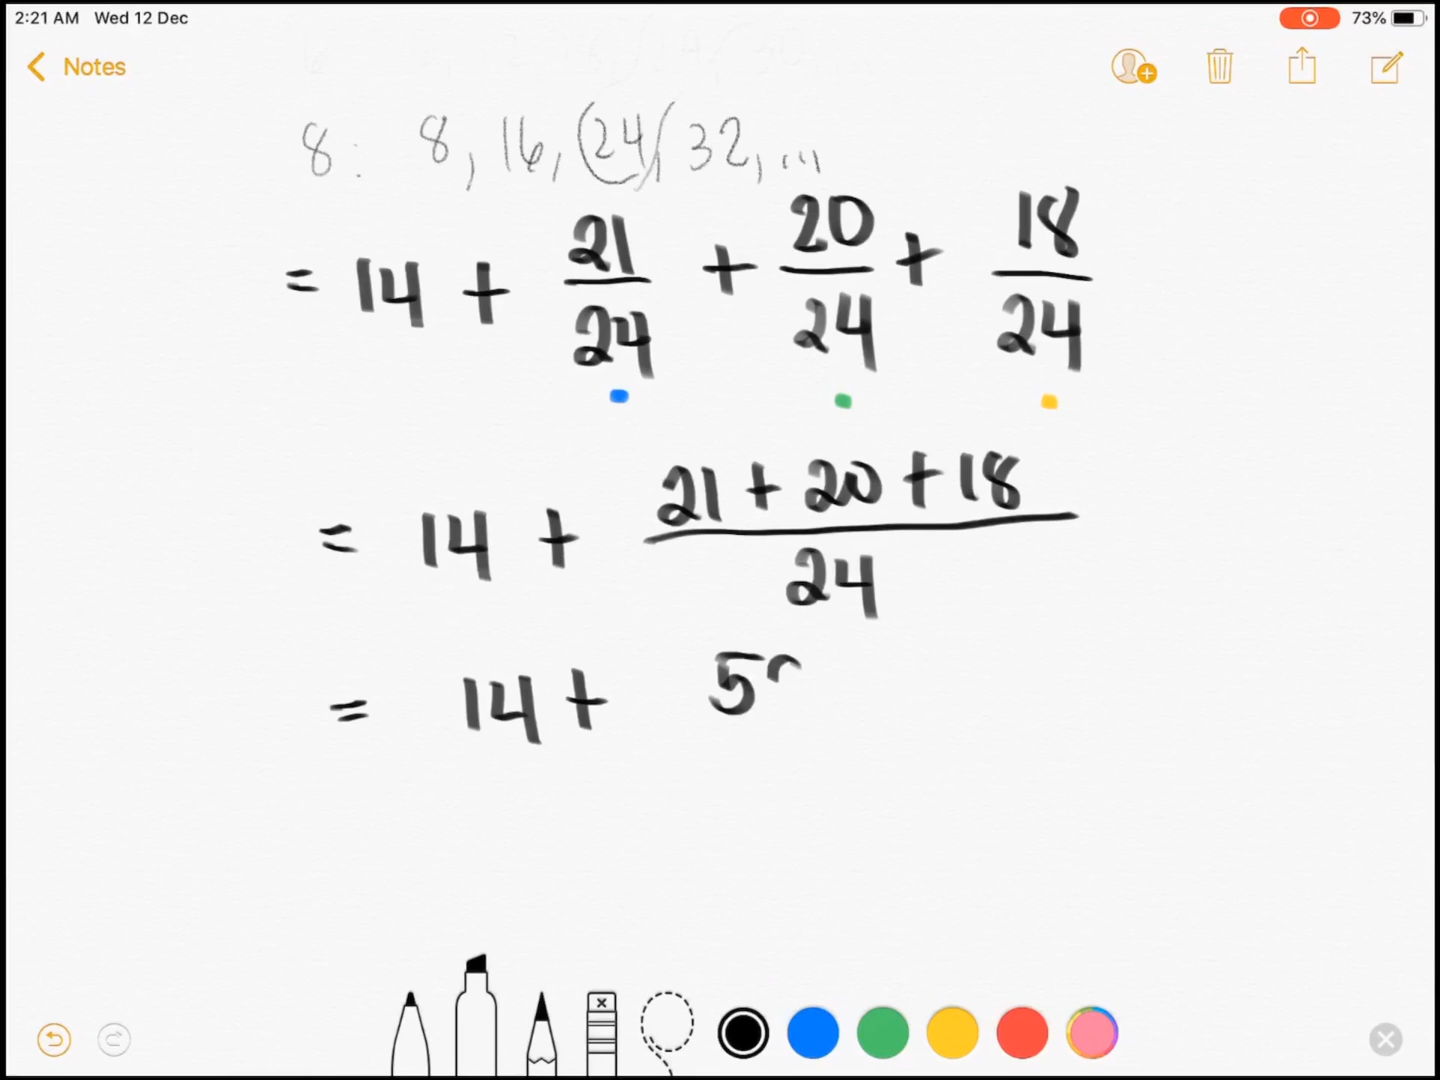 2:21 AM Wed 12 Dec 73%
Notes
8: 8, 16, 24, 32, ...
= 14 + 21/24 + 20/24 + 18/24
= 14 + 21 + 20 + 18/24
= 14 + 5